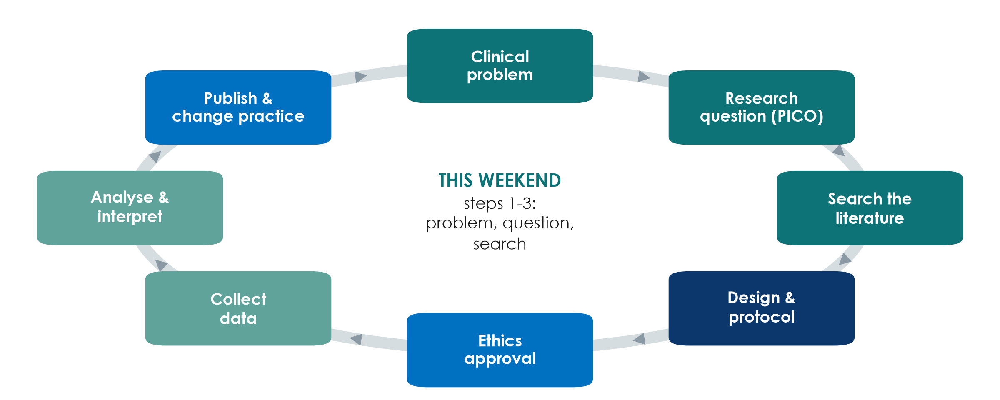 Clinical
problem
Research
question (PICO)
Search the
literature
Design &
protocol
Ethics
approval
Collect
data
Analyse &
interpret
Publish &
change practice
THIS WEEKEND
steps 1-3:
problem, question,
search